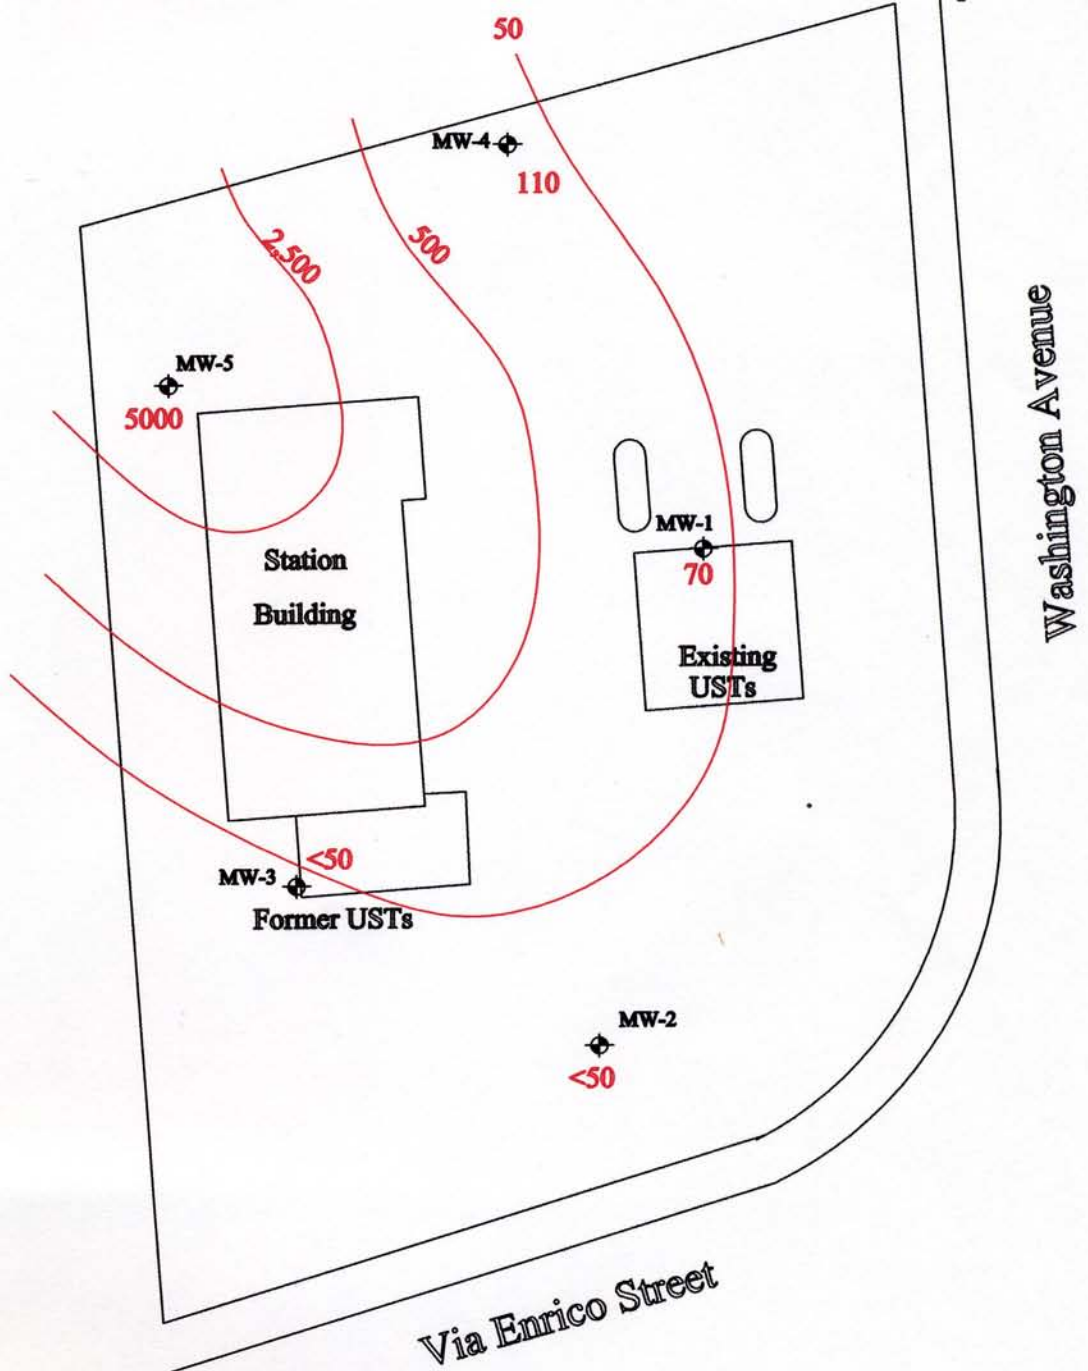 50
MW-4
110
2,500
500
MW-5
5000
MW-1
70
Station
Building
Existing
USTs
<50
MW-3
Former USTs
MW-2
<50
Washington Avenue
Via Enrico Street